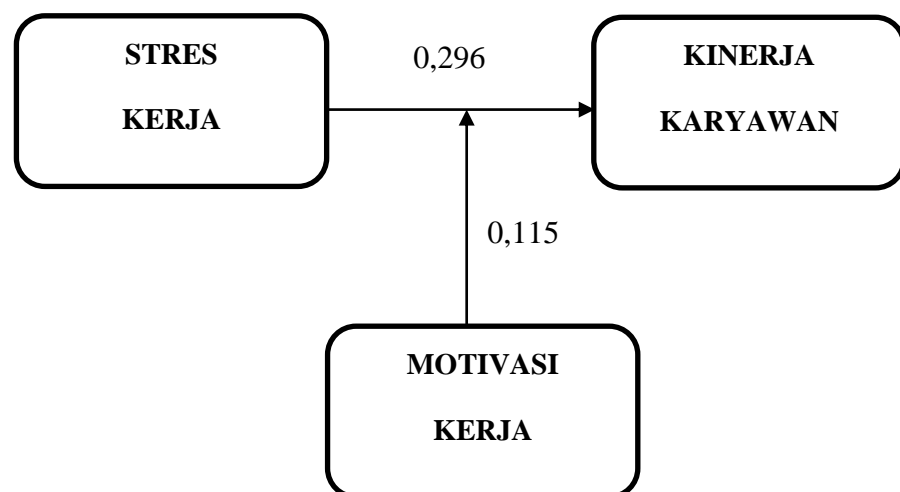 STRES
KERJA
0,296
KINERJA
KARYAWAN
0,115
MOTIVASI
KERJA